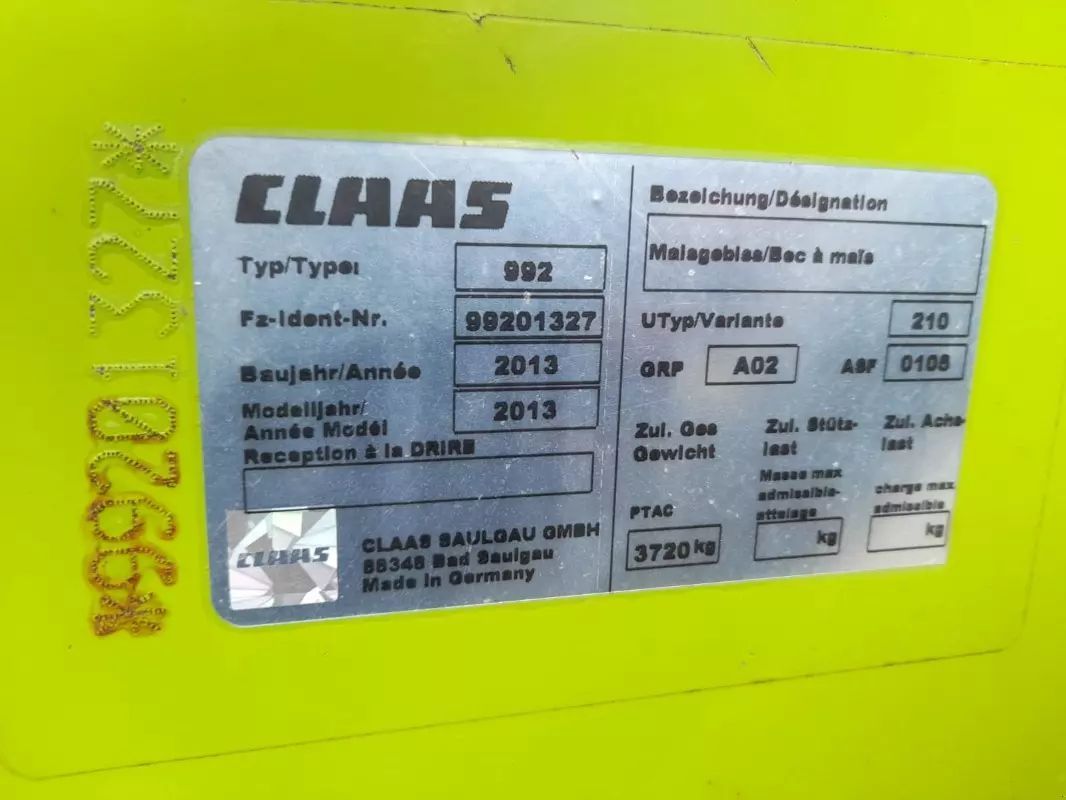 *99201327*
CLAAS
Typ/Type:
992
Fz-Ident-Nr.
99201327
Baujahr/Année
2013
Modelljahr/
Année Modél
2013
Reception à la DRIRE
CLAAS
CLAAS SAULGAU GMBH
88348 Bad Saulgau
Made in Germany
Bezeichung/Désignation
Maisgebiss/Bec à maïs
UTyp/Variante
210
GRP
A02
ASF
0108
Zul. Ges
Gewicht
PTAC
3720 kg
Zul. Stütz-
last
Masse max
admissible-
attelage
kg
Zul. Achs-
last
charge max
admissible
kg